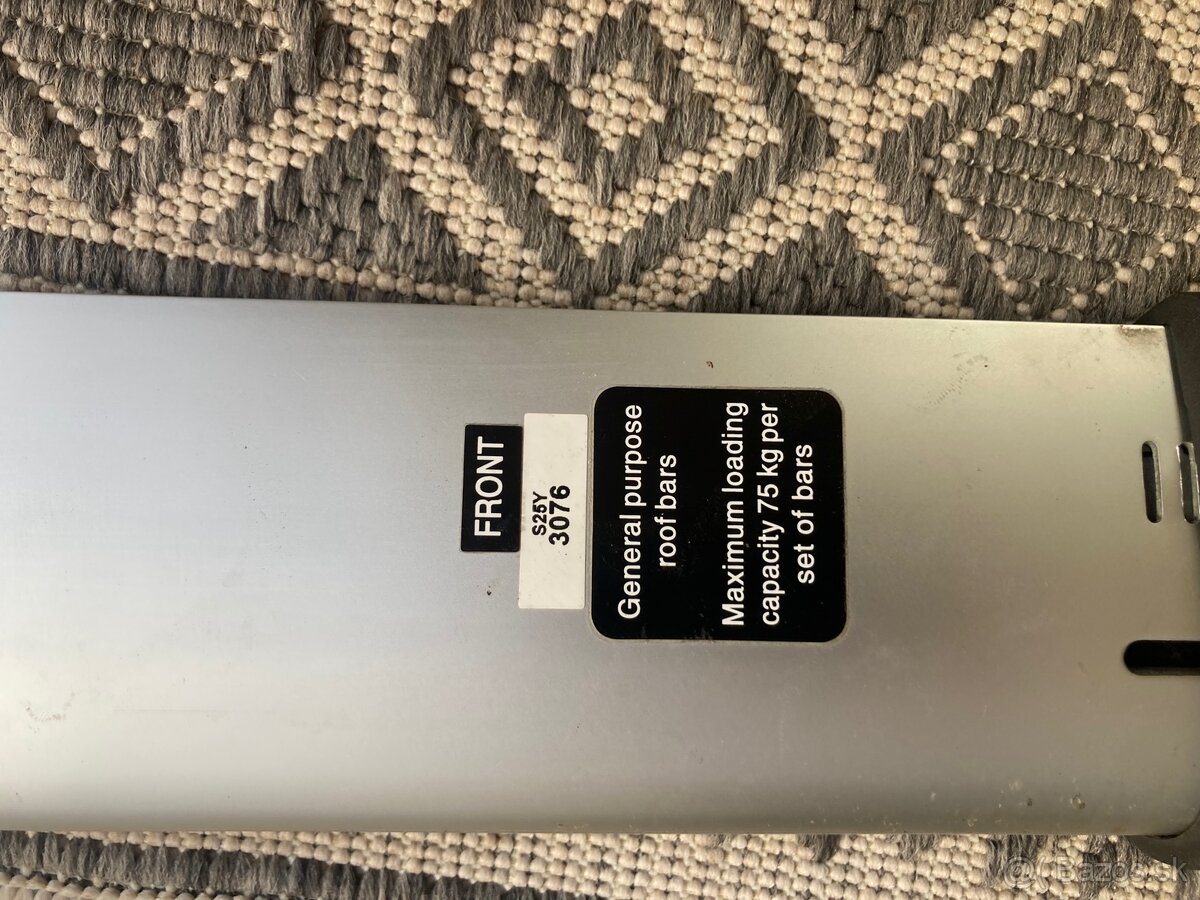 FRONT
S25Y
3076
General purpose
roof bars
Maximum loading
capacity 75 kg per
set of bars
Bazos.sk